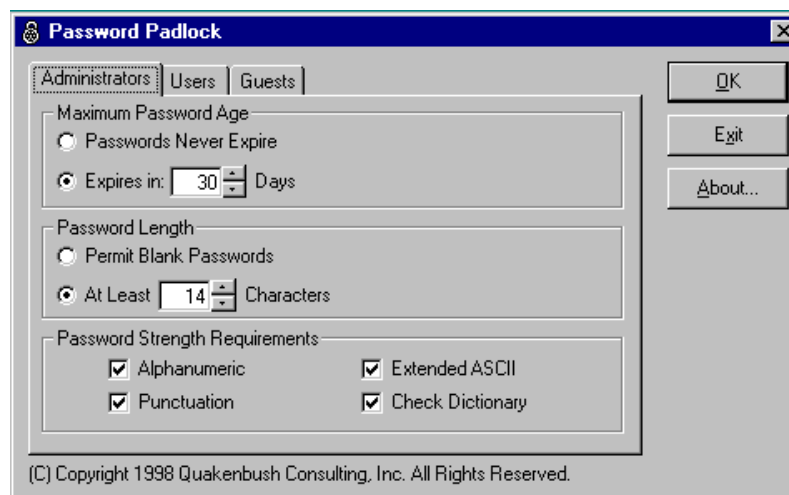 Password Padlock
Administrators Users Guests
OK
Exit
About...
Maximum Password Age
Passwords Never Expire
Expires in: 30 Days
Password Length
Permit Blank Passwords
At Least 14 Characters
Password Strength Requirements
Alphanumeric Extended ASCII
Punctuation Check Dictionary
(C) Copyright 1998 Quakenbush Consulting, Inc. All Rights Reserved.